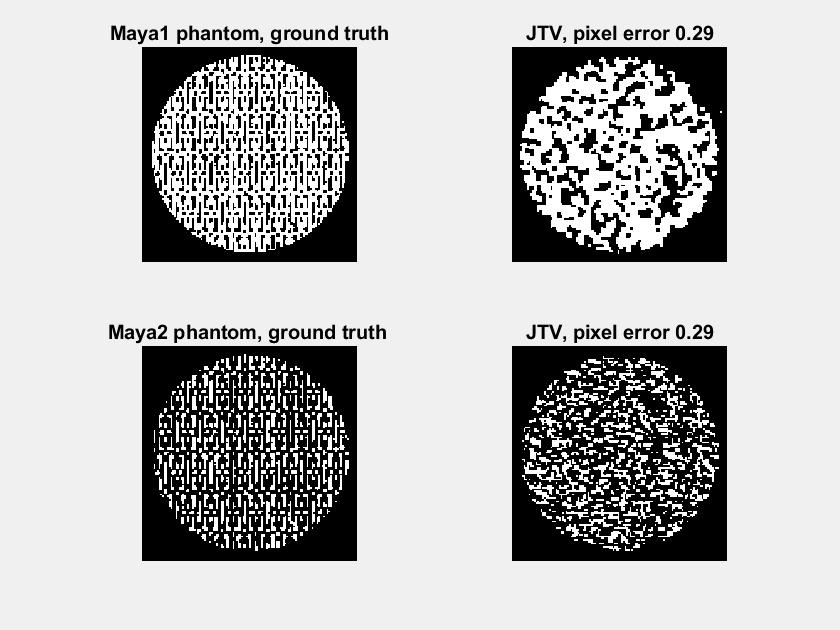 Maya1 phantom, ground truth
JTV, pixel error 0.29
Maya2 phantom, ground truth
JTV, pixel error 0.29